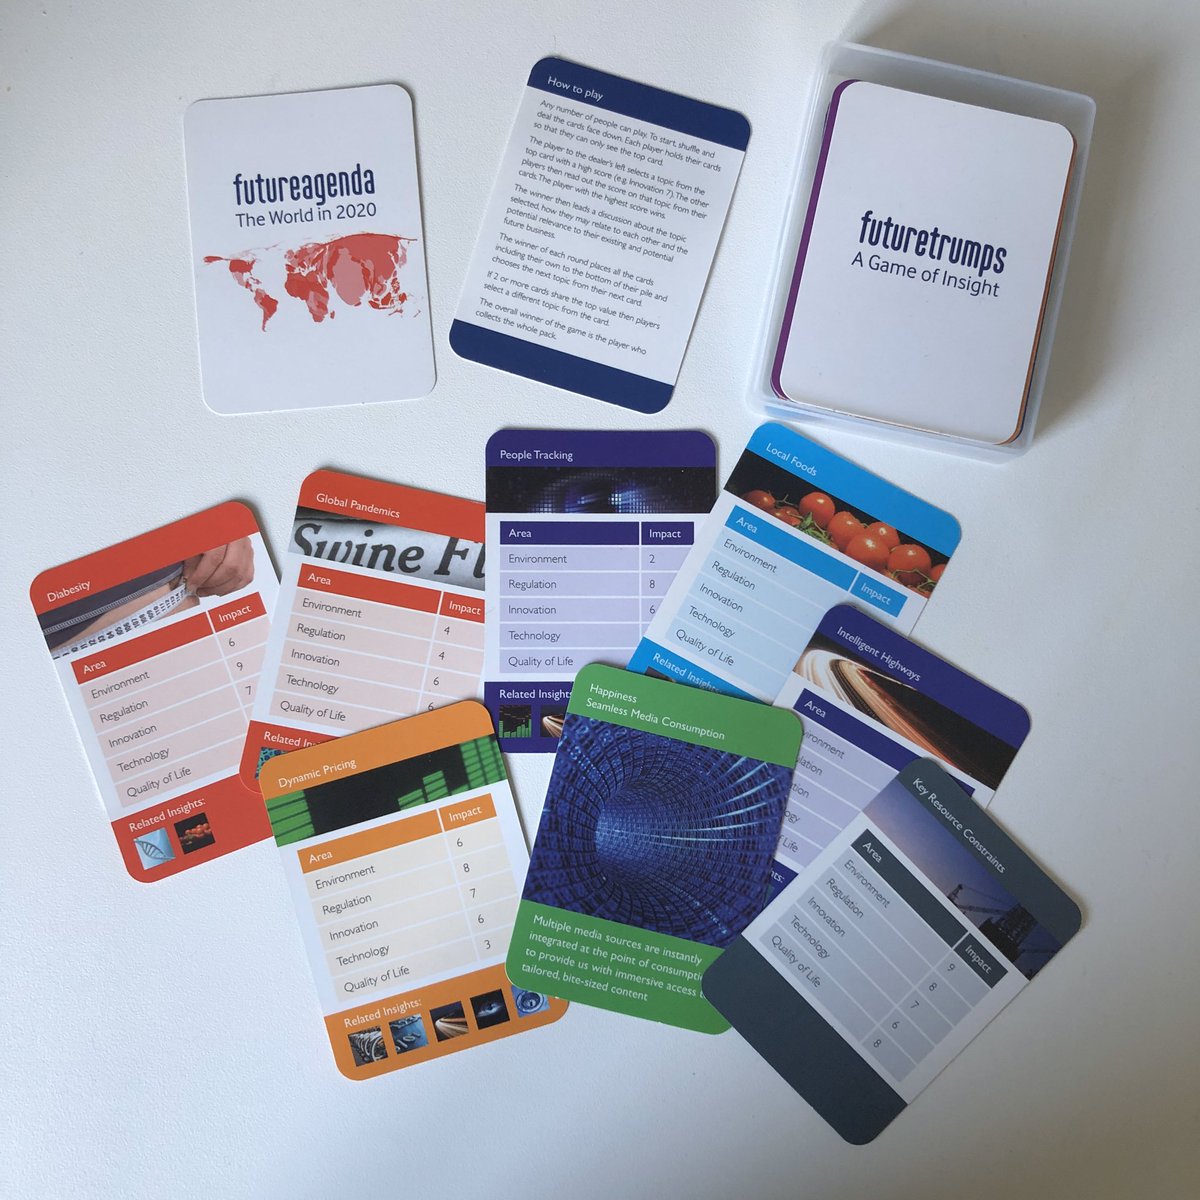 futureagenda
The World in 2020
How to play
Any number of people can play. To start, shuffle and
deal the cards face down. Each player holds their cards
so that they can only see the top card.
The player to the dealer's left selects a topic from the
top card with a high score (e.g. Innovation 7). The other
players then read out the score on that topic from their
cards. The player with the highest score wins.
The winner then leads a discussion about the topic
selected, how they may relate to each other and the
potential relevance to their existing and potential
future business.
The winner of each round places all the cards
including their own to the bottom of their pile and
chooses the next topic from their next card.
If 2 or more cards share the top value then players
select a different topic from the card.
The overall winner of the game is the player who
collects the whole pack.
futuretrumps
A Game of Insight
Diabesity
Area Impact
Environment 6
Regulation 9
Innovation 7
Technology
Quality of Life
Related Insights:
Global Pandemics
Swine Fl
Area Impact
Environment 4
Regulation 4
Innovation 6
Technology 6
Quality of Life
Related Ins
People Tracking
Area Impact
Environment 2
Regulation 8
Innovation 6
Technology
Quality of Life
Related Insights:
Local Foods
Area Impact
Environment
Regulation
Innovation
Technology
Quality of Life
Related Insights
Intelligent Highways
Area
vironment
gulation
ovation
Dynamic Pricing
Area Impact
Environment 6
Regulation 8
Innovation 7
Technology 6
Quality of Life 3
Related Insights:
Happiness
Seamless Media Consumption
Multiple media sources are instantly
integrated at the point of consumption
to provide us with immersive access t
tailored, bite-sized content
Key Resource Constraints
Area Impact
Environment 9
Regulation 8
Innovation 7
Technology 6
Quality of Life 8